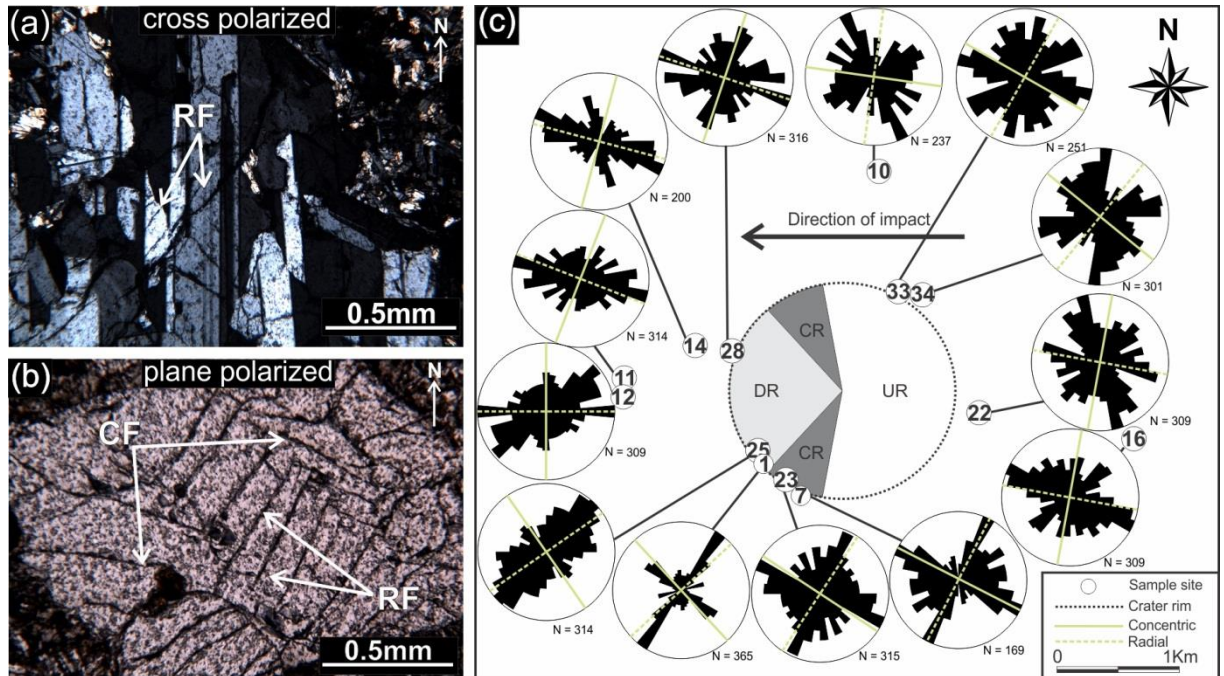 (a)
cross polarized
N
RF
0.5mm
(b)
plane polarized
N
CF
RF
0.5mm
(c)
N
N = 316
N = 237
N = 251
N = 200
10
Direction of impact
N = 301
N = 314
33
34
14
28
CR
11
12
DR
UR
22
N = 309
N = 309
16
25
1
CR
23
7
N = 309
N = 314
N = 365
N = 315
N = 169
Sample site
Crater rim
Concentric
Radial
0 1Km